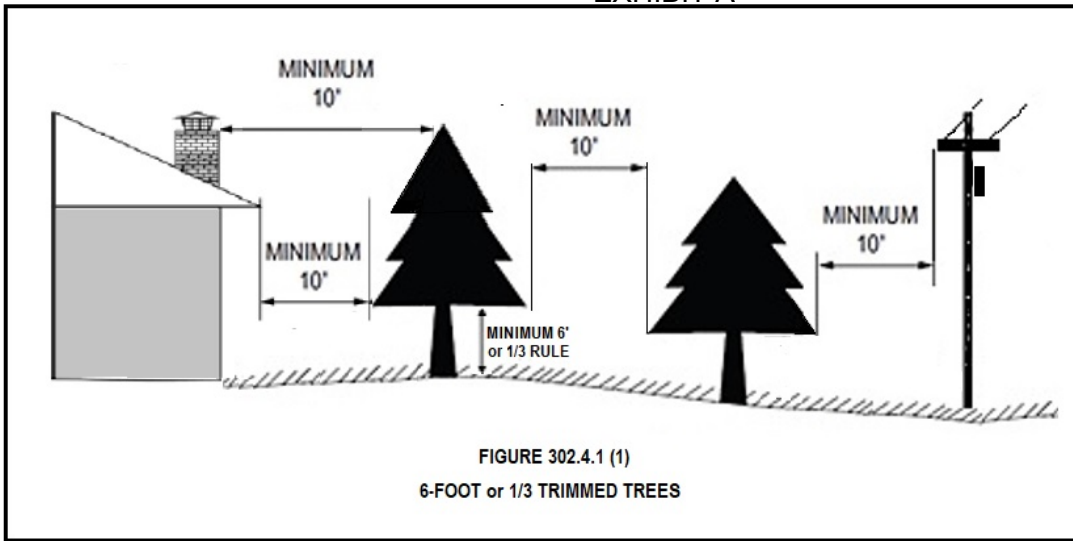 MINIMUM
10"
MINIMUM
10"
MINIMUM
10"
MINIMUM
10"
MINIMUM 6'
or 1/3 RULE
FIGURE 302.4.1 (1)
6-FOOT or 1/3 TRIMMED TREES